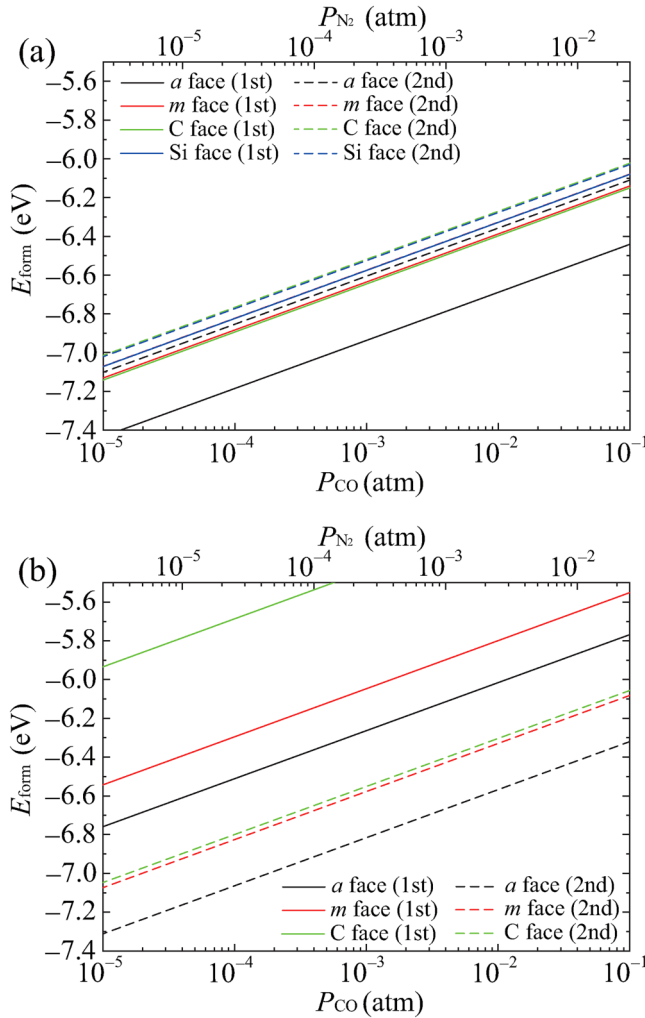 (a)
P_N2 (atm)
10⁻⁵ 10⁻⁴ 10⁻³ 10⁻²
a face (1st) a face (2nd)
m face (1st) m face (2nd)
C face (1st) C face (2nd)
Si face (1st) Si face (2nd)
E_form (eV)
−5.6
−5.8
−6.0
−6.2
−6.4
−6.6
−6.8
−7.0
−7.2
−7.4
10⁻⁵ 10⁻⁴ 10⁻³ 10⁻² 10⁻¹
P_CO (atm)
(b)
P_N2 (atm)
10⁻⁵ 10⁻⁴ 10⁻³ 10⁻²
E_form (eV)
−5.6
−5.8
−6.0
−6.2
−6.4
−6.6
−6.8
−7.0
−7.2
−7.4
a face (1st) a face (2nd)
m face (1st) m face (2nd)
C face (1st) C face (2nd)
10⁻⁵ 10⁻⁴ 10⁻³ 10⁻² 10⁻¹
P_CO (atm)